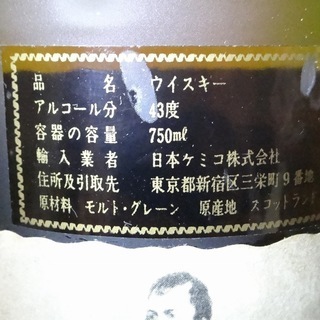 品名 ウイスキー
アルコール分 43度
容器の容量 750ml
輸入業者 日本ケミコ株式会社
住所及引取先 東京都新宿区三栄町9番地
原材料 モルト・グレーン 原産地 スコットランド